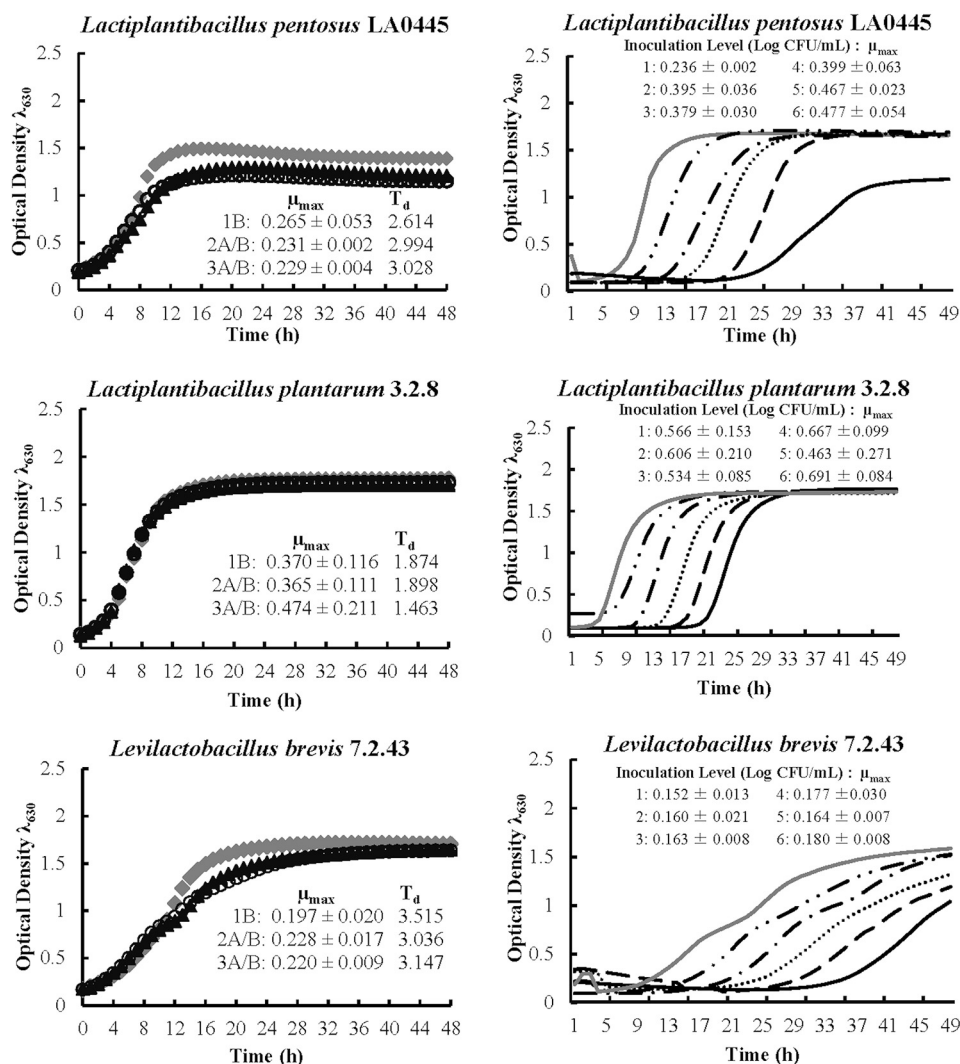 Lactiplantibacillus pentosus LA0445
2.5
2
1.5
1
0.5
0
Optical Density λ630
μmax Td
1B: 0.265 ± 0.053 2.614
2A/B: 0.231 ± 0.002 2.994
3A/B: 0.229 ± 0.004 3.028
0 4 8 12 16 20 24 28 32 36 40 44 48
Time (h)
Lactiplantibacillus pentosus LA0445
Inoculation Level (Log CFU/mL) : μmax
1: 0.236 ± 0.002 4: 0.399 ±0.063
2: 0.395 ± 0.036 5: 0.467 ± 0.023
3: 0.379 ± 0.030 6: 0.477 ± 0.054
2.5
2
1.5
1
0.5
0
Optical Density λ630
1 5 9 11 15 17 21 25 29 33 37 41 45 49
Time (h)
Lactiplantibacillus plantarum 3.2.8
2.5
2
1.5
1
0.5
0
Optical Density λ630
μmax Td
1B: 0.370 ± 0.116 1.874
2A/B: 0.365 ± 0.111 1.898
3A/B: 0.474 ± 0.211 1.463
0 4 8 12 16 20 24 28 32 36 40 44 48
Time (h)
Lactiplantibacillus plantarum 3.2.8
Inoculation Level (Log CFU/mL) : μmax
1: 0.566 ± 0.153 4: 0.667 ±0.099
2: 0.606 ± 0.210 5: 0.463 ± 0.271
3: 0.534 ± 0.085 6: 0.691 ± 0.084
2.5
2
1.5
1
0.5
0
Optical Density λ630
1 5 9 13 17 21 29 33 37 41 45 49
Time (h)
Levilactobacillus brevis 7.2.43
2.5
2
1.5
1
0.5
0
Optical Density λ630
μmax Td
1B: 0.197 ± 0.020 3.515
2A/B: 0.228 ± 0.017 3.036
3A/B: 0.220 ± 0.009 3.147
0 4 8 12 16 20 24 28 32 36 40 44 48
Time (h)
Levilactobacillus brevis 7.2.43
Inoculation Level (Log CFU/mL) : μmax
1: 0.152 ± 0.013 4: 0.177 ±0.030
2: 0.160 ± 0.021 5: 0.164 ± 0.007
3: 0.163 ± 0.008 6: 0.180 ± 0.008
2.5
2
1.5
1
0.5
0
Optical Density λ630
1 5 9 13 17 21 25 29 33 37 41 45 49
Time (h)